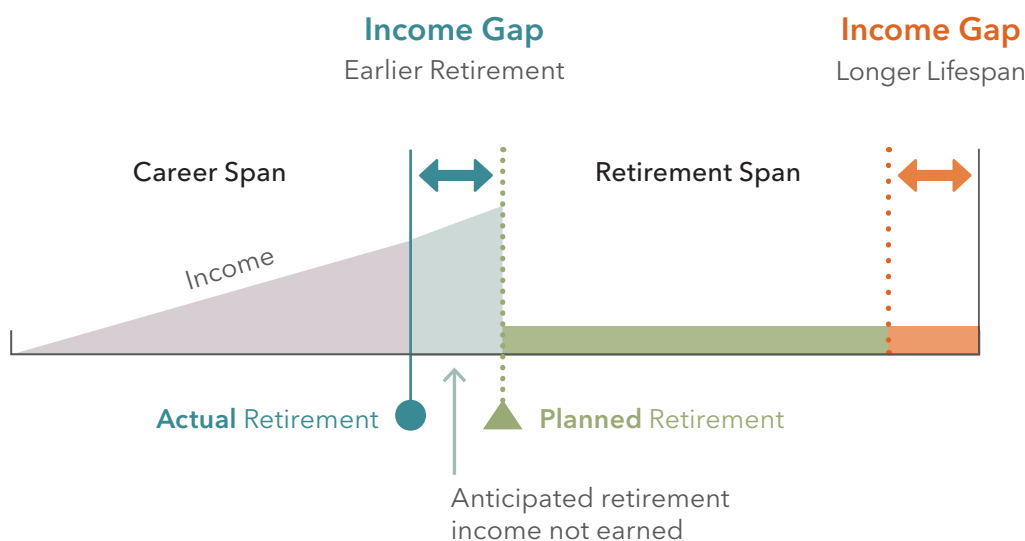 Income Gap
Earlier Retirement
Income Gap
Longer Lifespan
Career Span
Retirement Span
Income
Actual Retirement
Planned Retirement
Anticipated retirement
income not earned